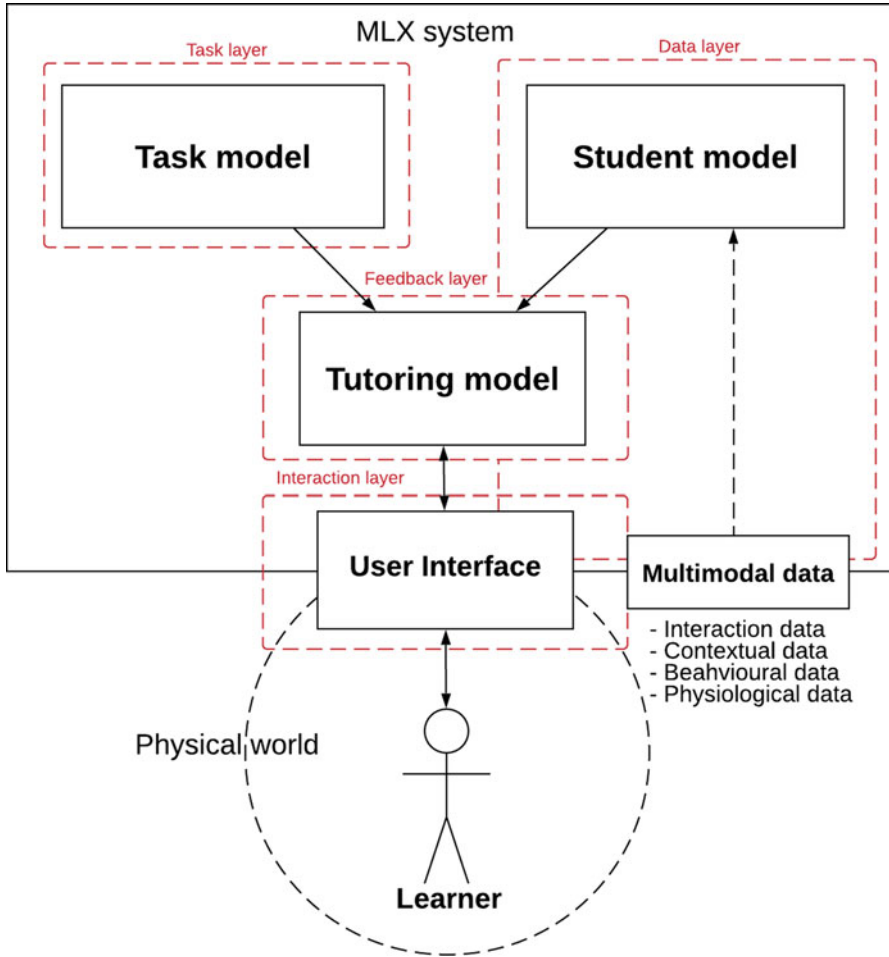 MLX system
Task layer
Data layer
Task model
Student model
Feedback layer
Tutoring model
Interaction layer
User Interface
Multimodal data
- Interaction data
- Contextual data
- Beahvioural data
- Physiological data
Physical world
Learner